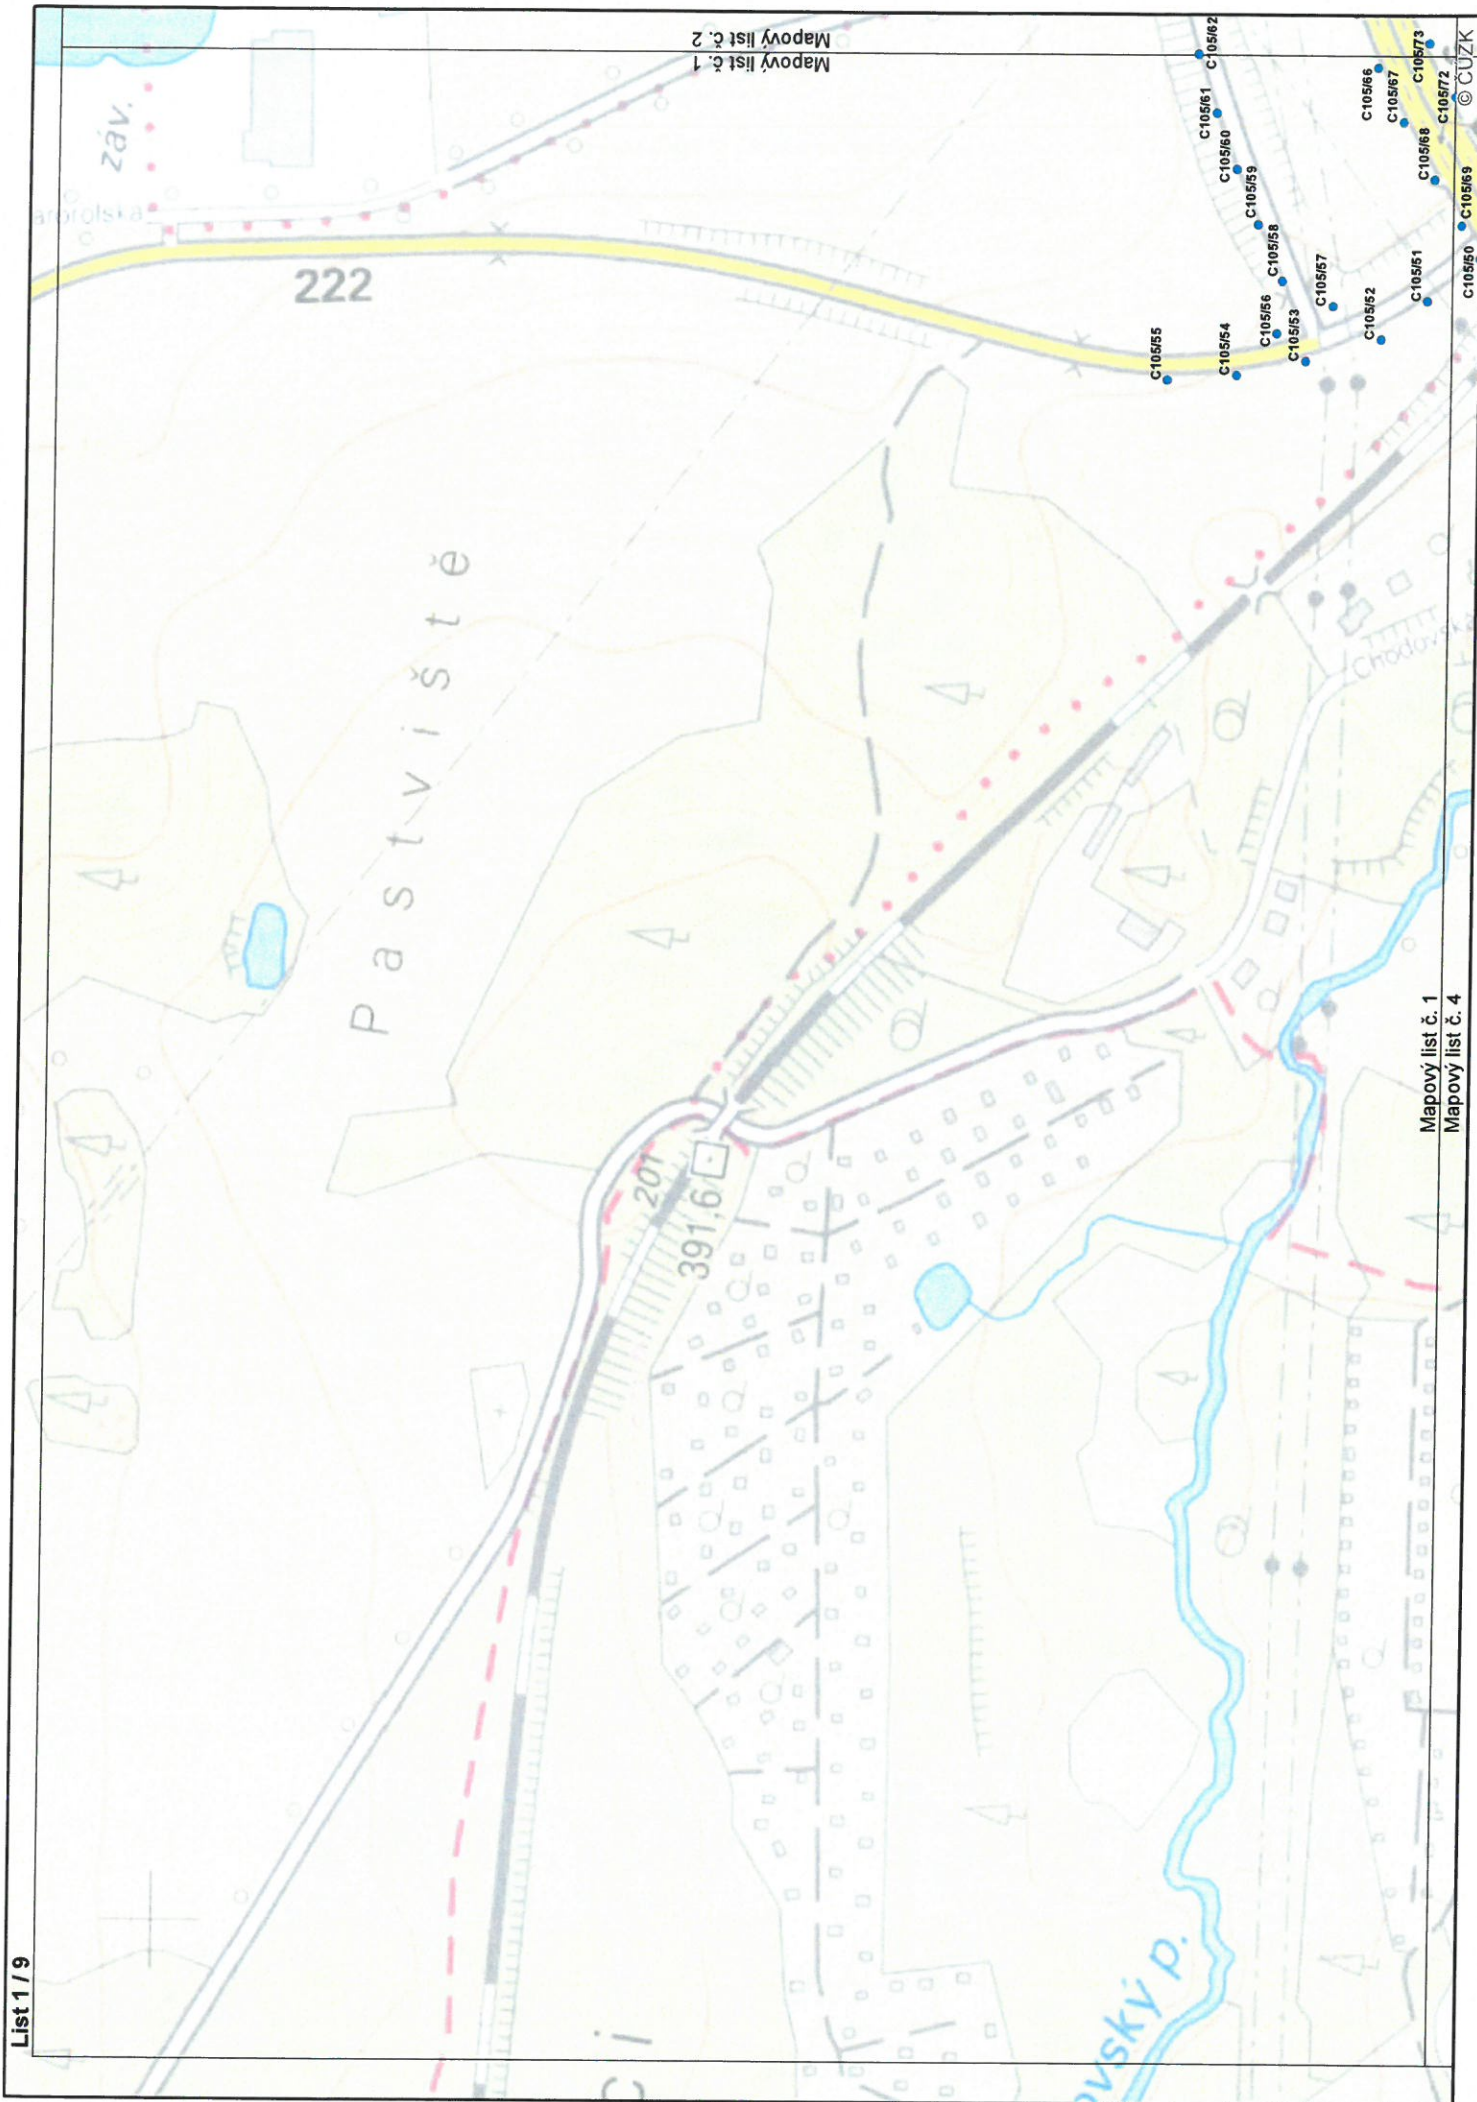 List 1 / 9
Mapový list č. 2
Mapový list č. 1
záv.
222
Pastviště
201
391,6
C105/62
C105/61
C105/60
C105/59
C105/58
C105/57
C105/56
C105/53
C105/54
C105/55
C105/52
C105/51
C105/50
C105/66
C105/67
C105/68
C105/69
C105/73
C105/72
© ČÚZK
Mapový list č. 1
Mapový list č. 4
ovský p.